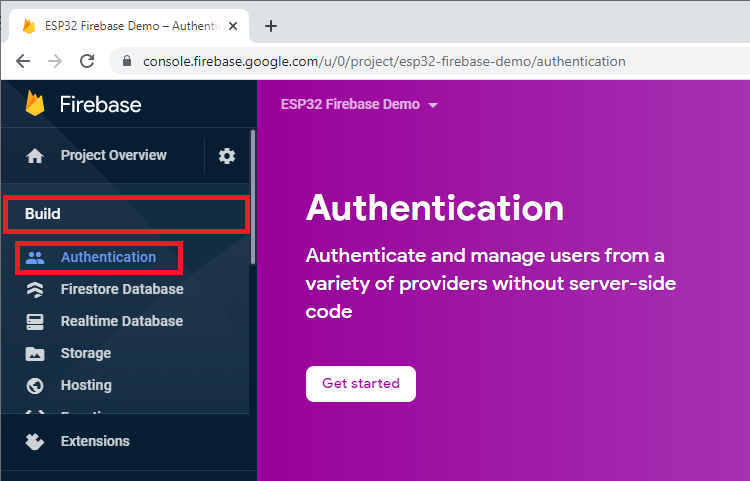 ESP32 Firebase Demo – Authentic
console.firebase.google.com/u/0/project/esp32-firebase-demo/authentication
Firebase
ESP32 Firebase Demo
Project Overview
Build
Authentication
Firestore Database
Realtime Database
Storage
Hosting
Extensions
Authentication
Authenticate and manage users from a
variety of providers without server-side
code
Get started